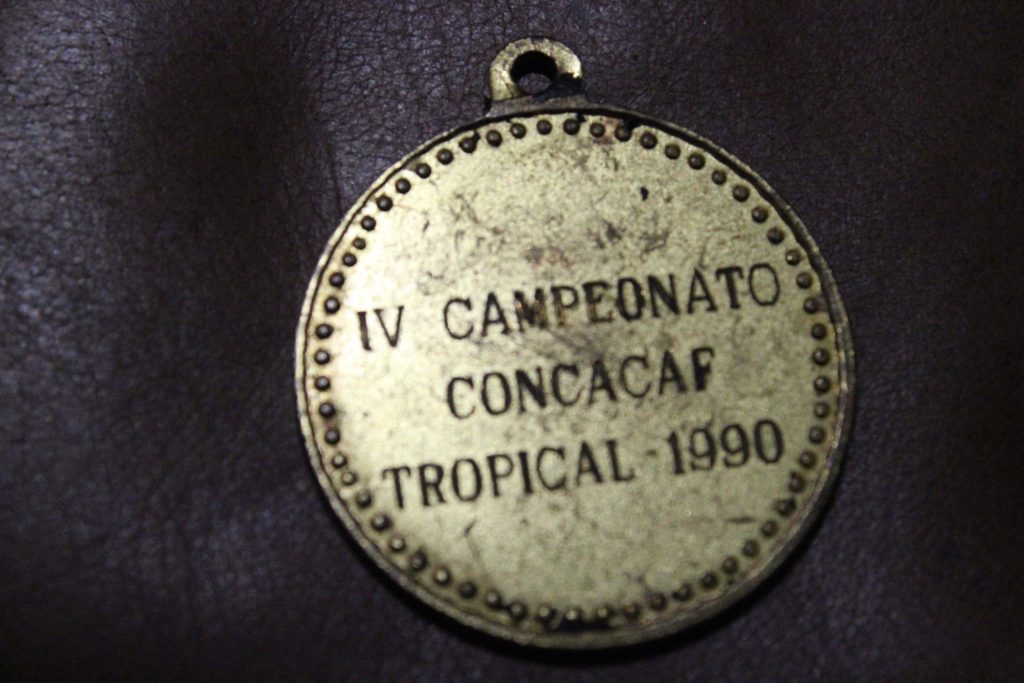 IV CAMPEONATO
CONCACAF
TROPICAL-1990